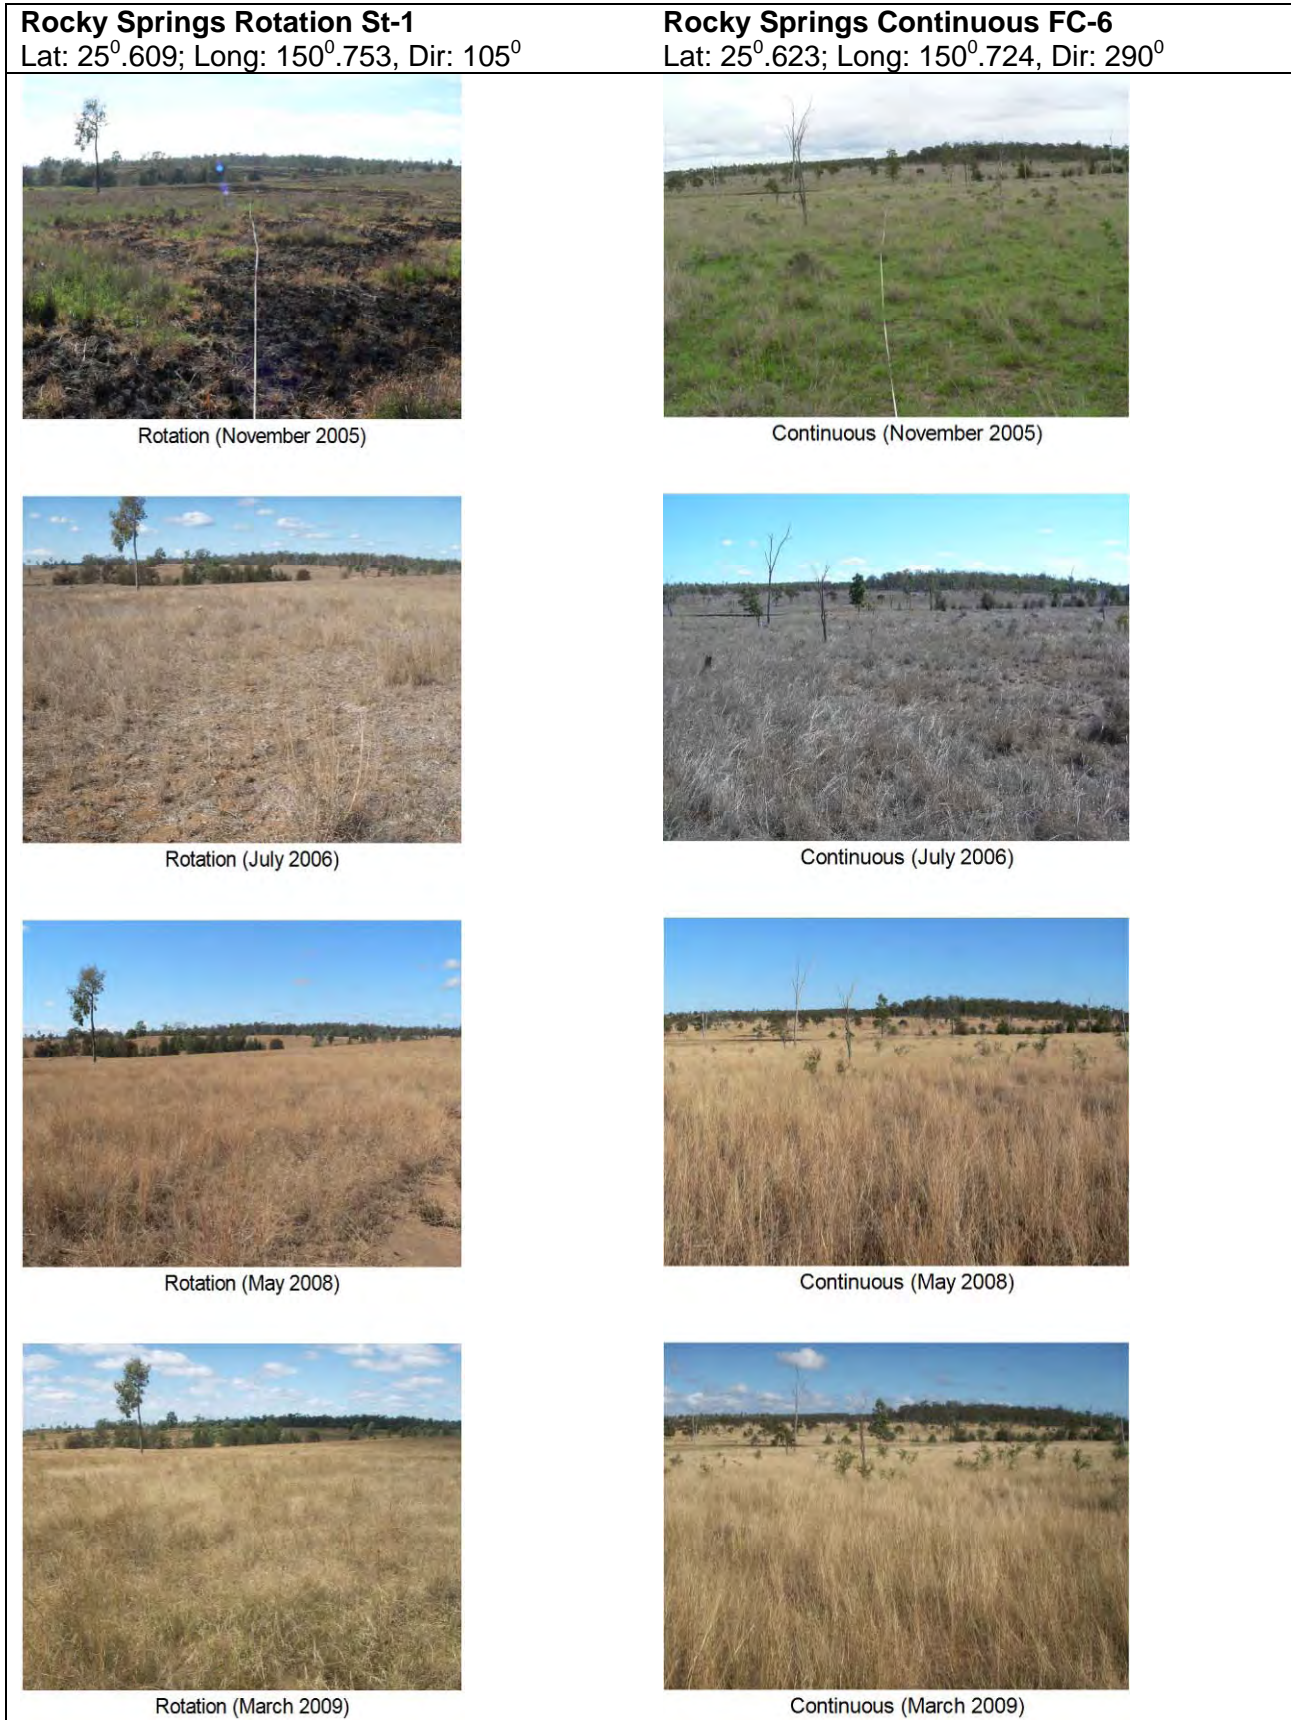 Rocky Springs Rotation St-1
Lat: 25⁰.609; Long: 150⁰.753, Dir: 105⁰
Rocky Springs Continuous FC-6
Lat: 25⁰.623; Long: 150⁰.724, Dir: 290⁰
Rotation (November 2005)
Continuous (November 2005)
Rotation (July 2006)
Continuous (July 2006)
Rotation (May 2008)
Continuous (May 2008)
Rotation (March 2009)
Continuous (March 2009)